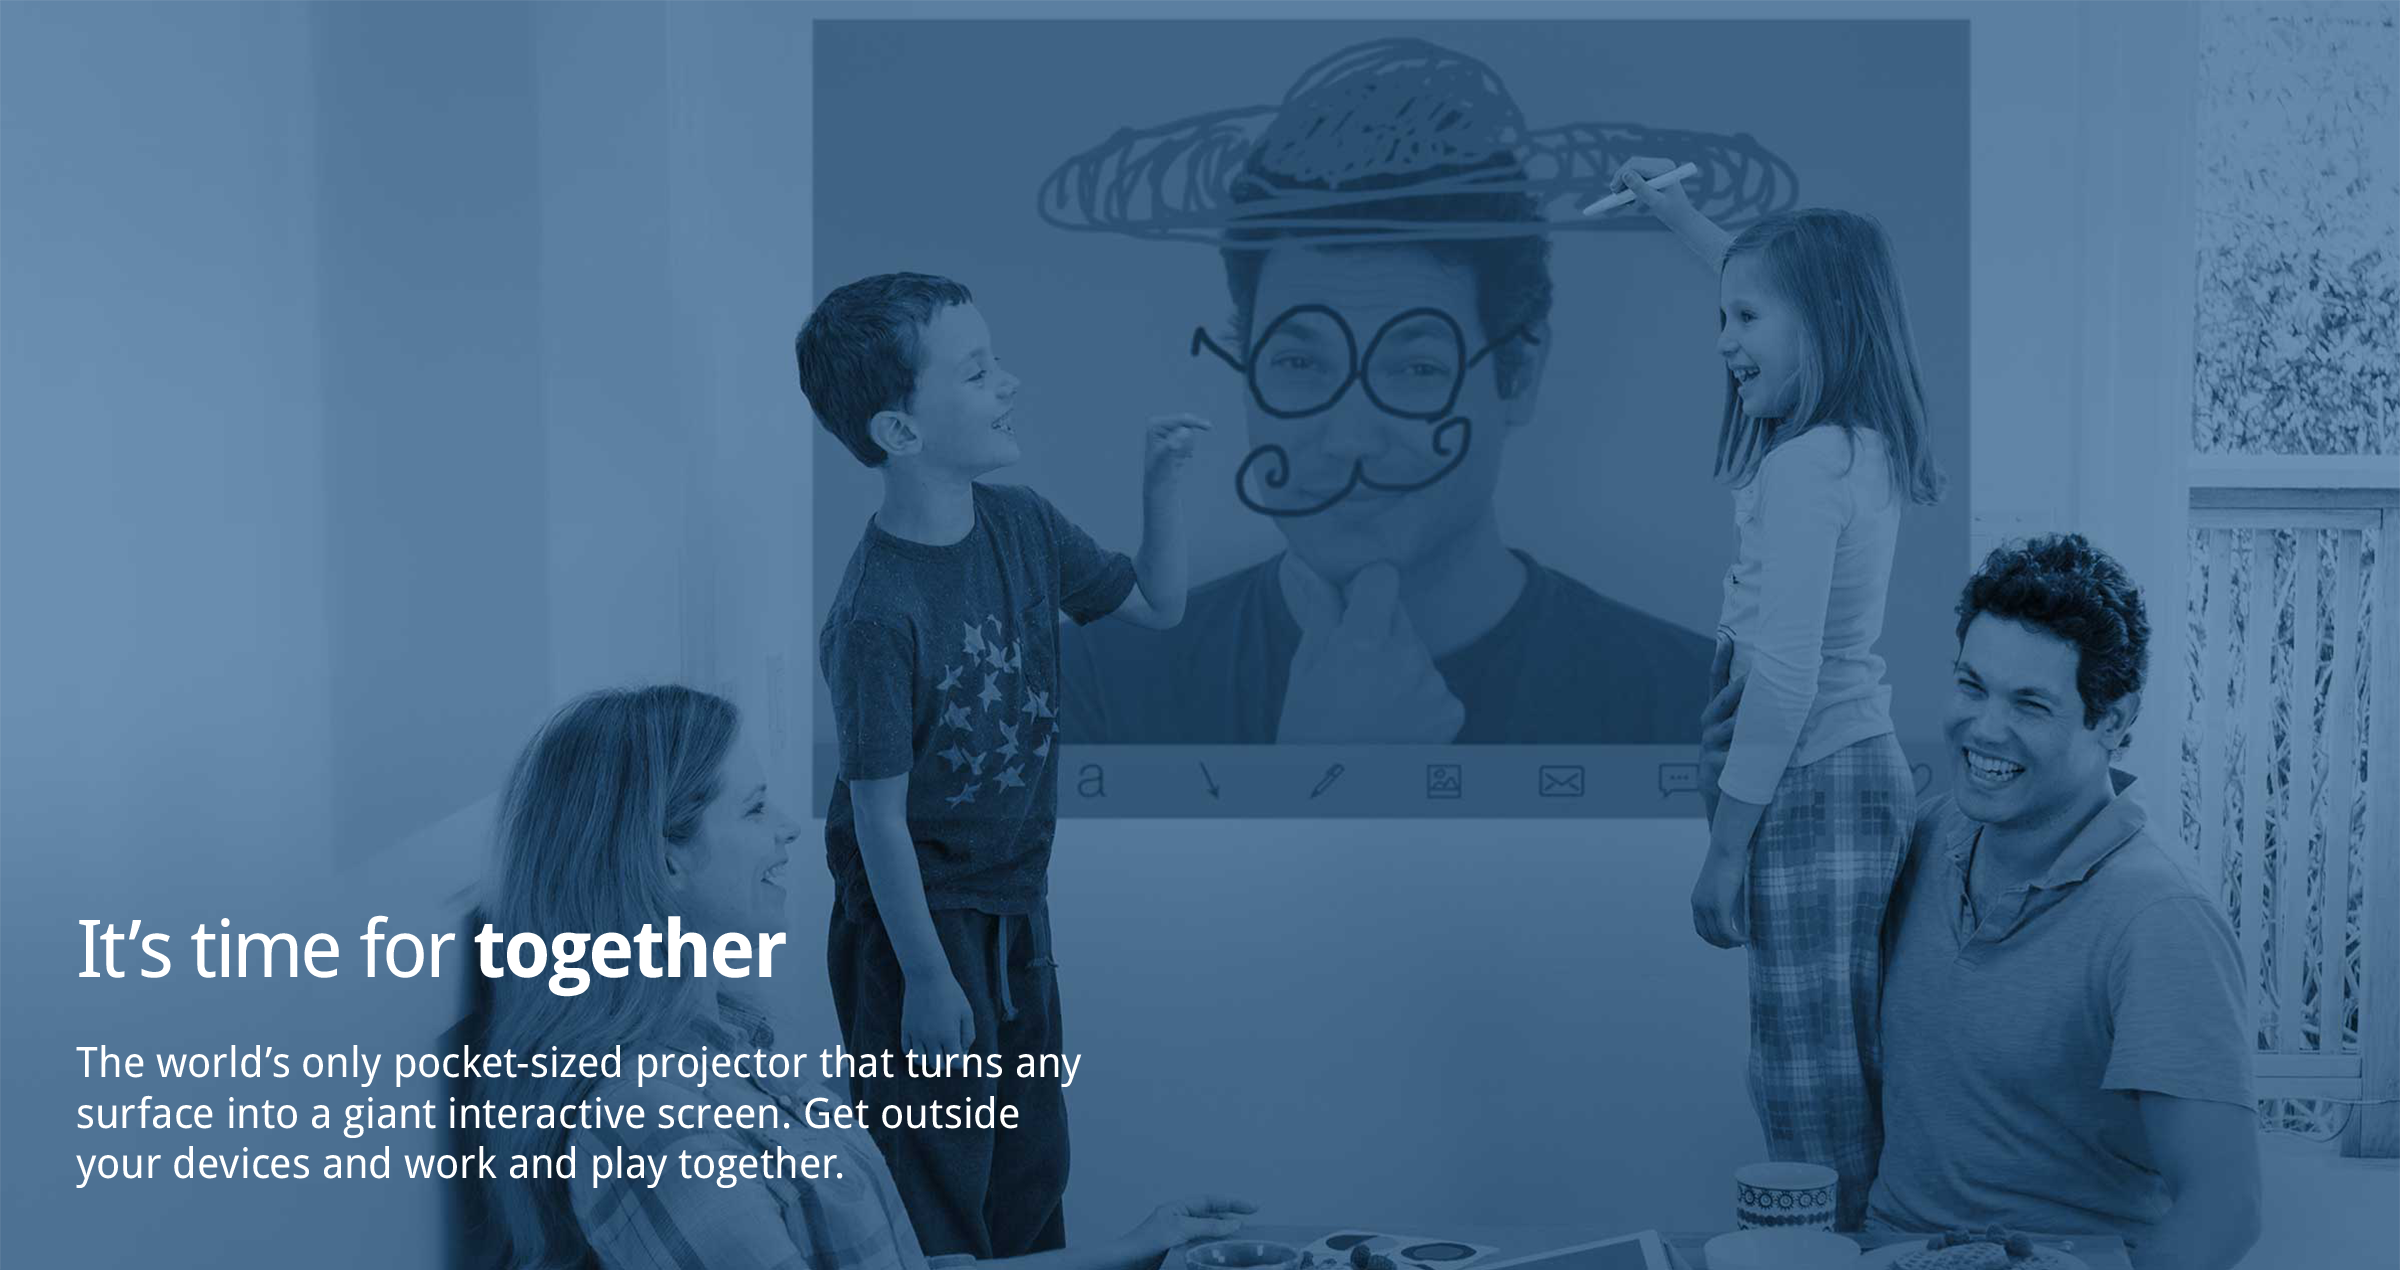 a
It’s time for together
The world’s only pocket-sized projector that turns any
surface into a giant interactive screen. Get outside
your devices and work and play together.